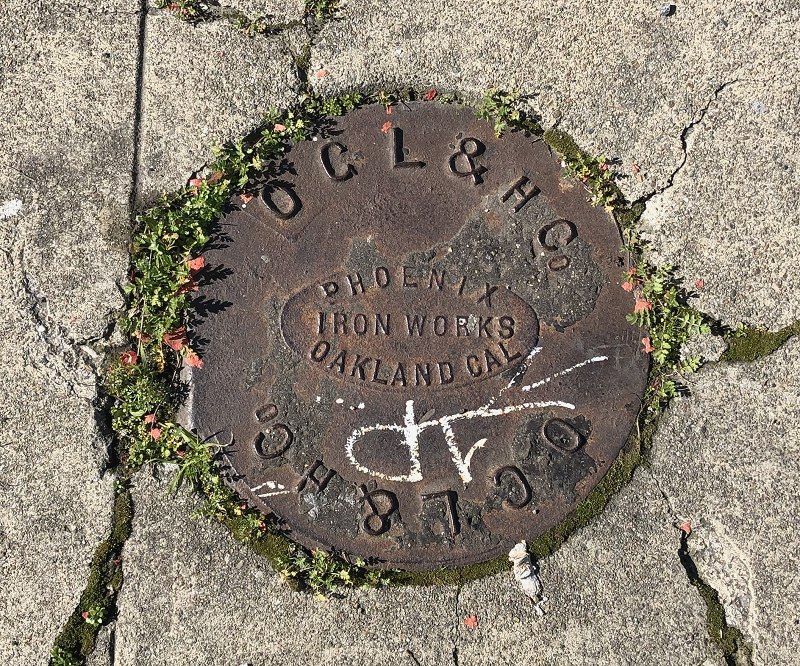 O C L & H Co
PHOENIX
IRON WORKS
OAKLAND CAL
O C L & H Co